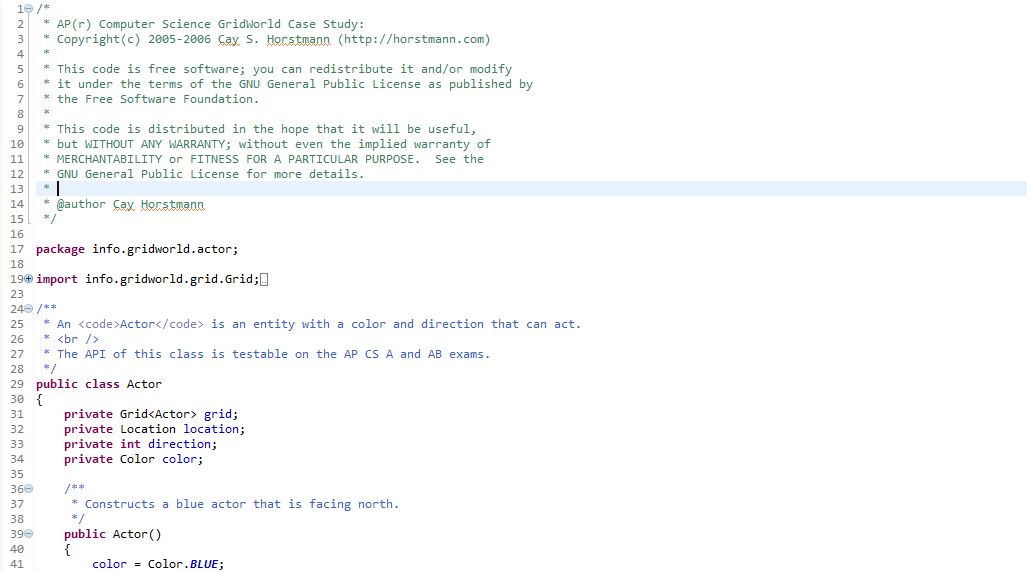 1 /*
2  * AP(r) Computer Science GridWorld Case Study:
3  * Copyright(c) 2005-2006 Cay S. Horstmann (http://horstmann.com)
4  *
5  * This code is free software; you can redistribute it and/or modify
6  * it under the terms of the GNU General Public License as published by
7  * the Free Software Foundation.
8  *
9  * This code is distributed in the hope that it will be useful,
10  * but WITHOUT ANY WARRANTY; without even the implied warranty of
11  * MERCHANTABILITY or FITNESS FOR A PARTICULAR PURPOSE.  See the
12  * GNU General Public License for more details.
13  *
14  * @author Cay Horstmann
15  */
16
17 package info.gridworld.actor;
18
19 import info.gridworld.grid.Grid;
23
24 /**
25  * An <code>Actor</code> is an entity with a color and direction that can act.
26  * <br />
27  * The API of this class is testable on the AP CS A and AB exams.
28  */
29 public class Actor
30 {
31     private Grid<Actor> grid;
32     private Location location;
33     private int direction;
34     private Color color;
35
36     /**
37      * Constructs a blue actor that is facing north.
38      */
39     public Actor()
40     {
41         color = Color.BLUE;